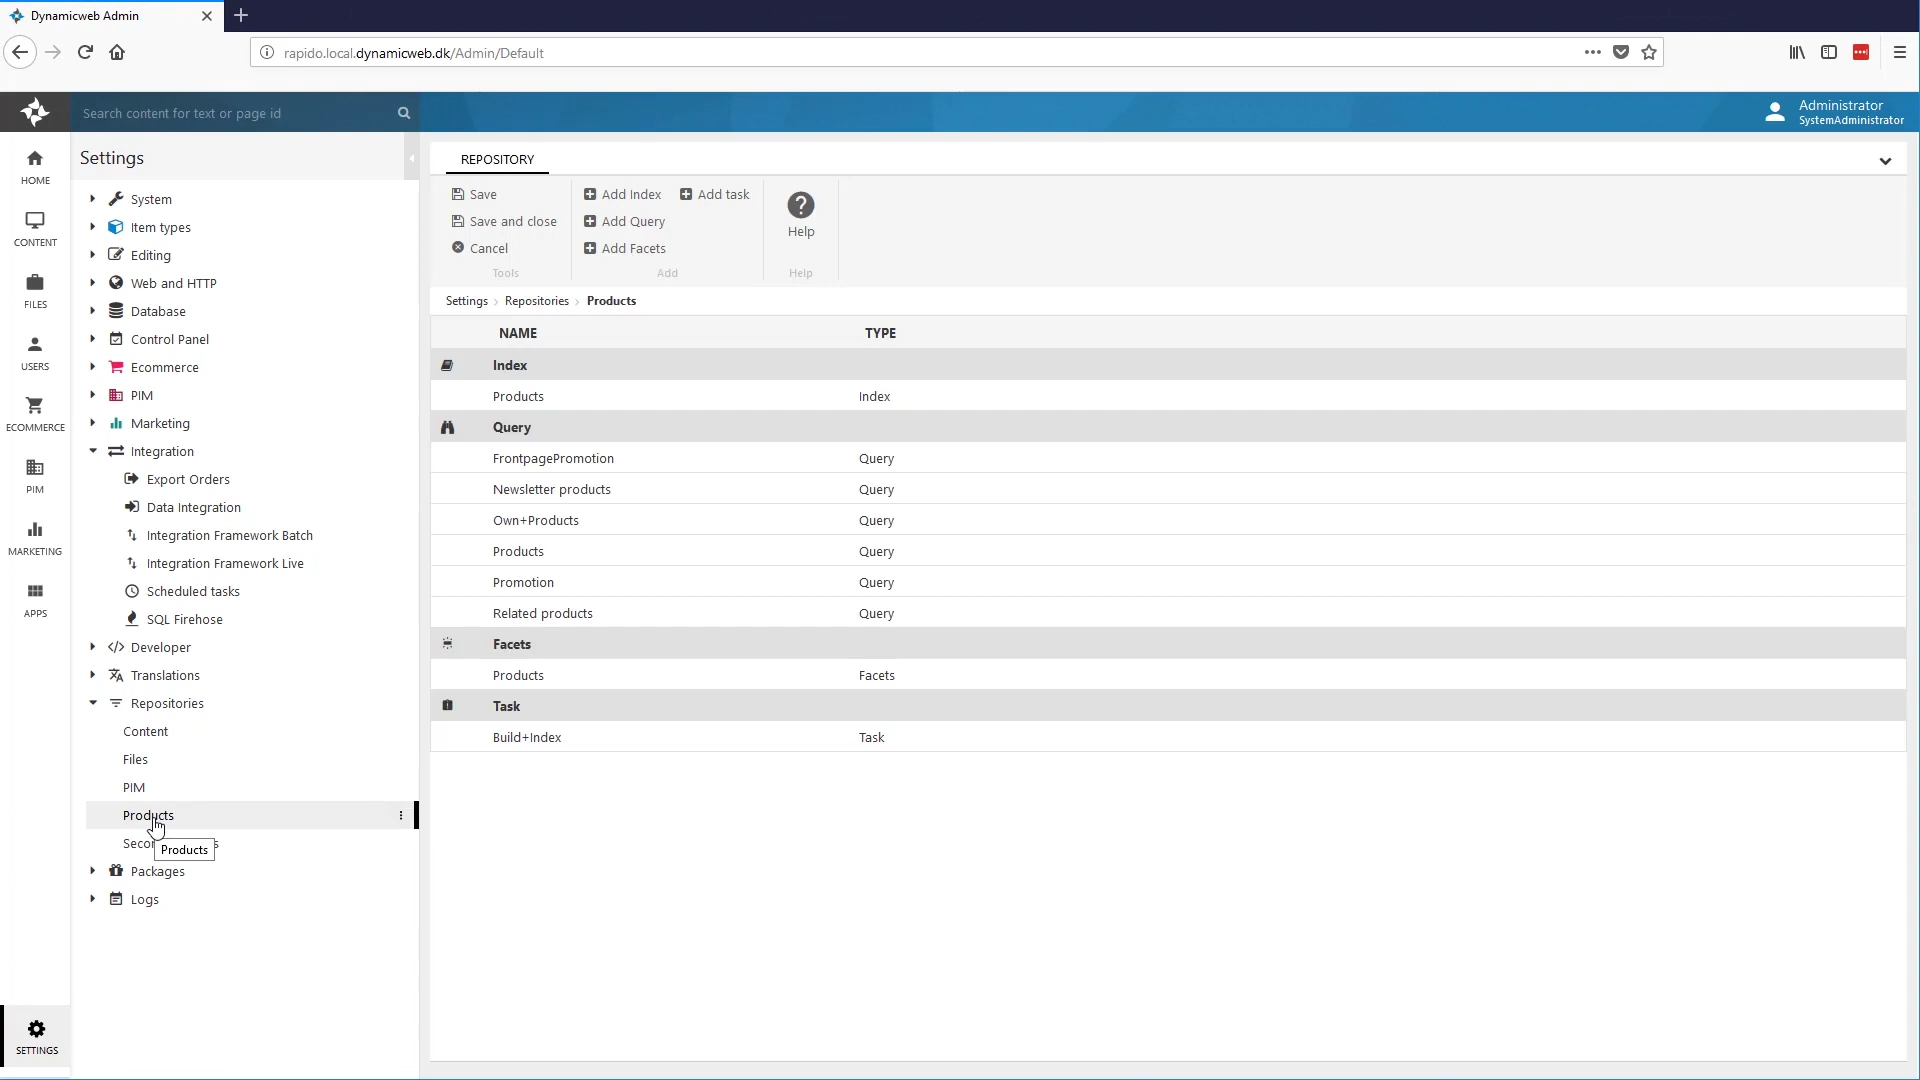 Dynamicweb Admin
rapido.local.dynamicweb.dk/Admin/Default
Search content for text or page id
Administrator
SystemAdministrator
HOME
CONTENT
FILES
USERS
ECOMMERCE
PIM
MARKETING
APPS
SETTINGS
Settings
System
Item types
Editing
Web and HTTP
Database
Control Panel
Ecommerce
PIM
Marketing
Integration
Export Orders
Data Integration
Integration Framework Batch
Integration Framework Live
Scheduled tasks
SQL Firehose
Developer
Translations
Repositories
Content
Files
PIM
Products
Products
Packages
Logs
REPOSITORY
Save
Save and close
Cancel
Tools
Add Index
Add task
Add Query
Add Facets
Add
Help
Help
Settings › Repositories › Products
NAME TYPE
Index
Products Index
Query
FrontpagePromotion Query
Newsletter products Query
Own+Products Query
Products Query
Promotion Query
Related products Query
Facets
Products Facets
Task
Build+Index Task